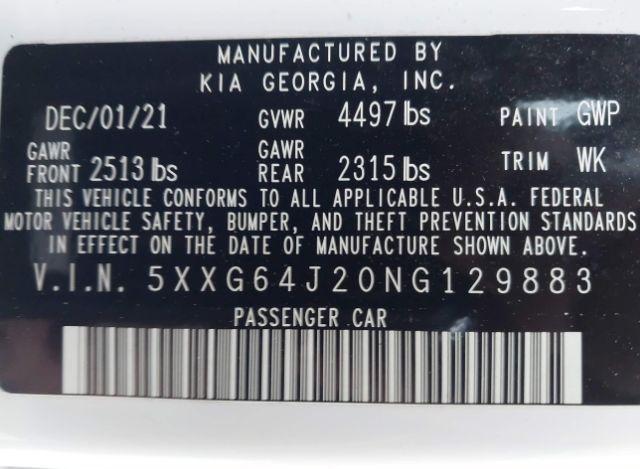 MANUFACTURED BY
KIA GEORGIA, INC.
DEC/01/21 GVWR 4497 lbs PAINT GWP
GAWR FRONT 2513 lbs GAWR REAR 2315 lbs TRIM WK
THIS VEHICLE CONFORMS TO ALL APPLICABLE U.S.A. FEDERAL
MOTOR VEHICLE SAFETY, BUMPER, AND THEFT PREVENTION STANDARDS
IN EFFECT ON THE DATE OF MANUFACTURE SHOWN ABOVE.
V.I.N. 5XXG64J20NG129883
PASSENGER CAR